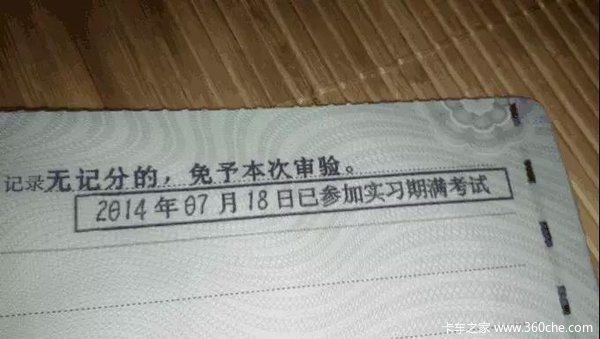 记录无记分的，免予本次审验。
2014年07月18日已参加实习期满考试
卡车之家 www.360che.com